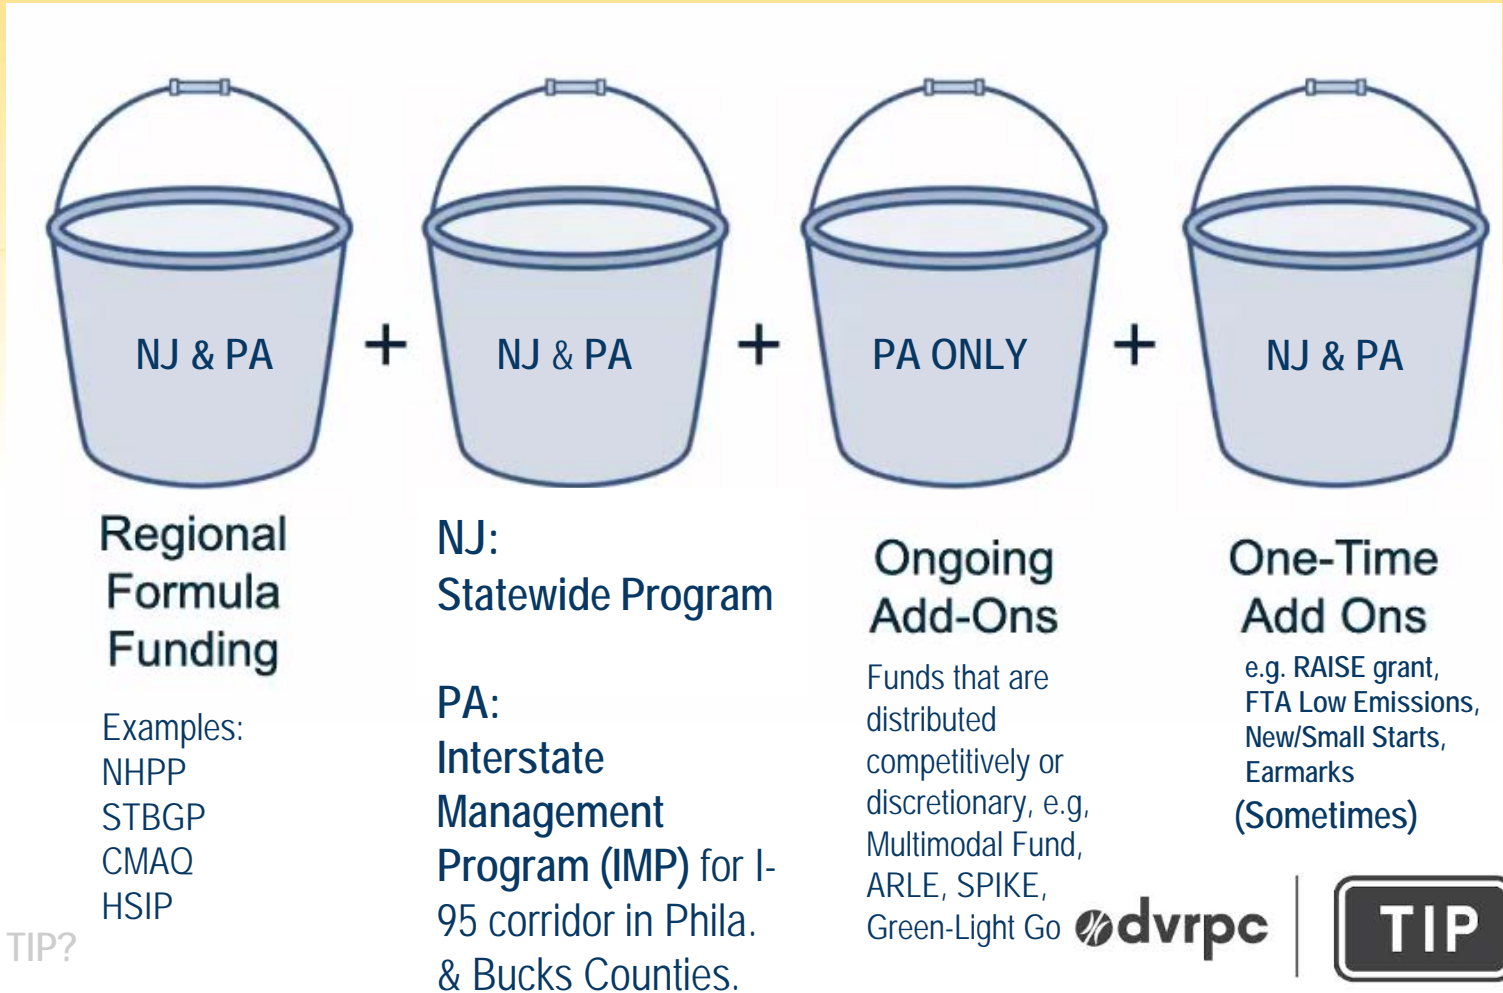 NJ & PA
+
NJ & PA
+
PA ONLY
+
NJ & PA
Regional
Formula
Funding
Examples:
NHPP
STBGP
CMAQ
HSIP
NJ:
Statewide Program
PA:
Interstate
Management
Program (IMP) for I-
95 corridor in Phila.
& Bucks Counties.
Ongoing
Add-Ons
Funds that are
distributed
competitively or
discretionary, e.g,
Multimodal Fund,
ARLE, SPIKE,
Green-Light Go
One-Time
Add Ons
e.g. RAISE grant,
FTA Low Emissions,
New/Small Starts,
Earmarks
(Sometimes)
TIP?
dvrpc
TIP